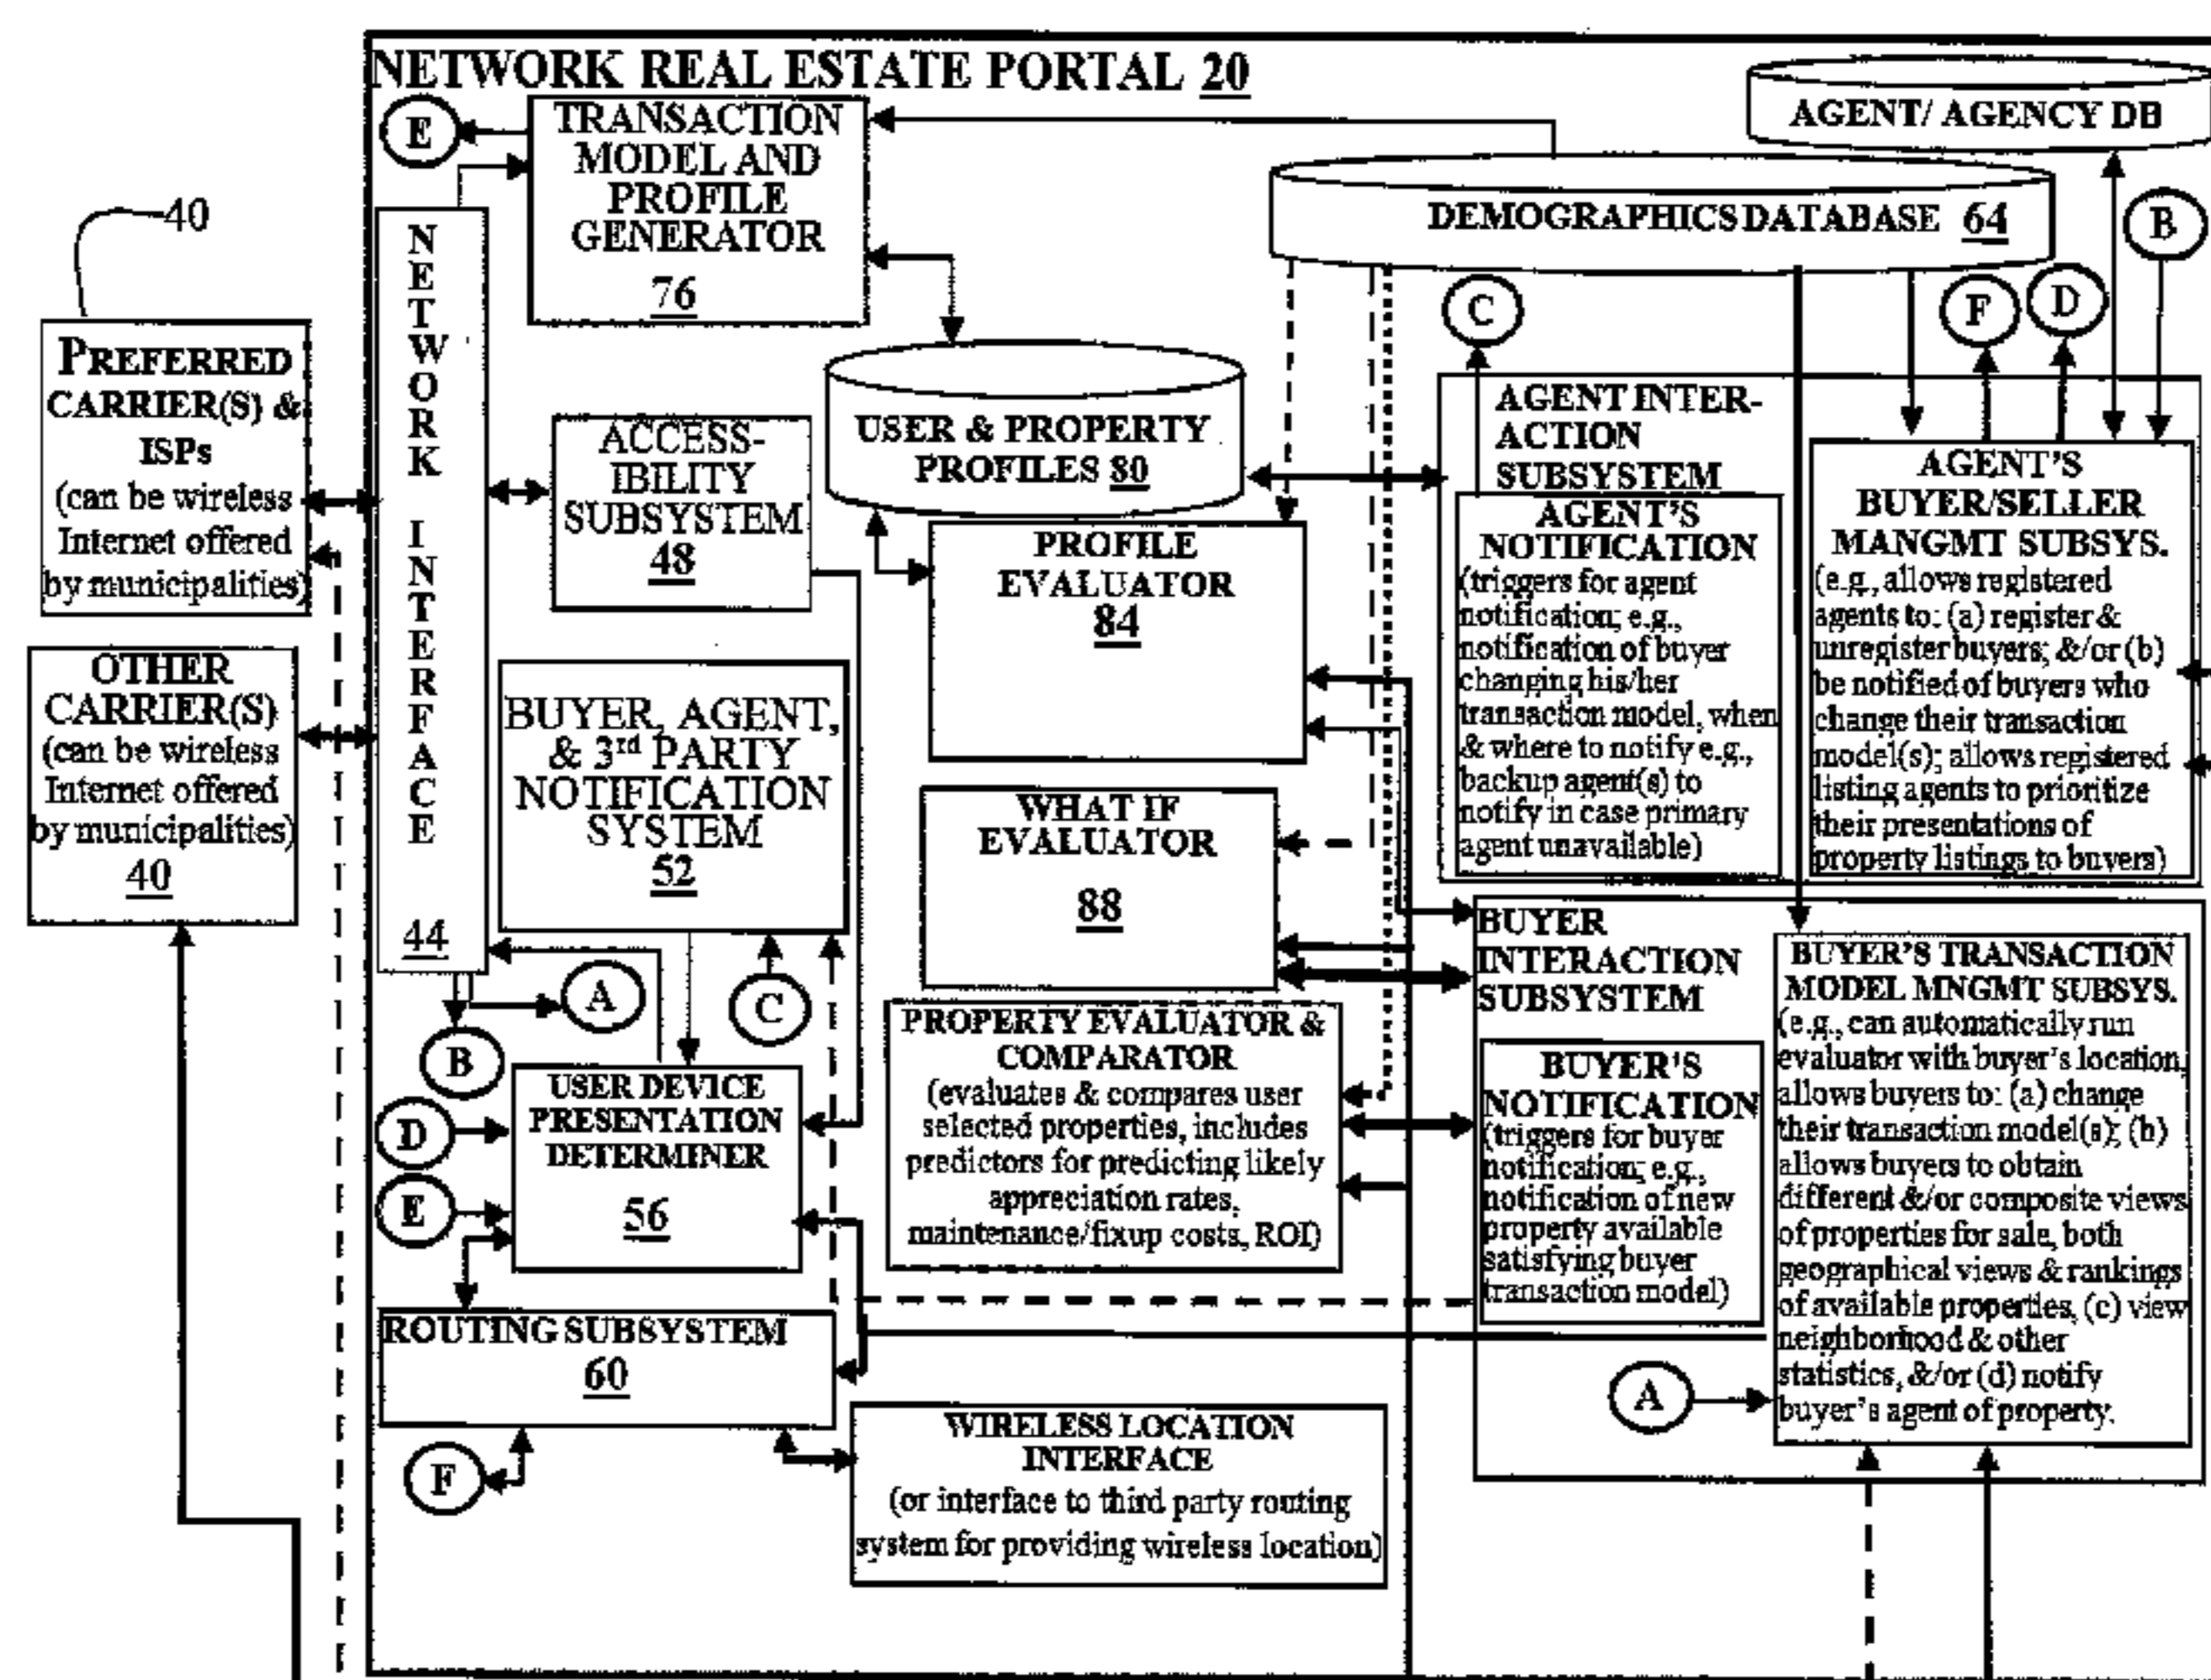 NETWORK REAL ESTATE PORTAL 20
E
TRANSACTION
MODEL AND
PROFILE
GENERATOR
76
AGENT/ AGENCY DB
DEMOGRAPHICS DATABASE 64
B
C
F
D
40
PREFERRED
CARRIER(S) &
ISPs
(can be wireless
Internet offered
by municipalities)
OTHER
CARRIER(S)
(can be wireless
Internet offered
by municipalities)
40
NETWORK INTERFACE
44
ACCESS-
IBILITY
SUBSYSTEM
48
USER & PROPERTY
PROFILES 80
PROFILE
EVALUATOR
84
BUYER, AGENT,
& 3rd PARTY
NOTIFICATION
SYSTEM
52
WHAT IF
EVALUATOR
88
AGENT INTER-
ACTION
SUBSYSTEM
AGENT'S
NOTIFICATION
(triggers for agent
notification; e.g.,
notification of buyer
changing his/her
transaction model, when
& where to notify e.g.,
backup agent(s) to
notify in case primary
agent unavailable)
AGENT'S
BUYER/SELLER
MANGMT SUBSYS.
(e.g., allows registered
agents to: (a) register &
unregister buyers; &/or (b)
be notified of buyers who
change their transaction
model(s); allows registered
listing agents to prioritize
their presentations of
property listings to buyers)
A
B
C
D
E
USER DEVICE
PRESENTATION
DETERMINER
56
PROPERTY EVALUATOR &
COMPARATOR
(evaluates & compares user
selected properties, includes
predictors for predicting likely
appreciation rates,
maintenance/fixup costs, ROI)
BUYER
INTERACTION
SUBSYSTEM
BUYER'S
NOTIFICATION
(triggers for buyer
notification; e.g.,
notification of new
property available
satisfying buyer
transaction model)
BUYER'S TRANSACTION
MODEL MNGMT SUBSYS.
(e.g., can automatically run
evaluator with buyer's location,
allows buyers to: (a) change
their transaction model(s); (b)
allows buyers to obtain
different &/or composite views
of properties for sale, both
geographical views & rankings
of available properties, (c) view
neighborhood & other
statistics, &/or (d) notify
buyer's agent of property.
A
ROUTING SUBSYSTEM
60
F
WIRELESS LOCATION
INTERFACE
(or interface to third party routing
system for providing wireless location)